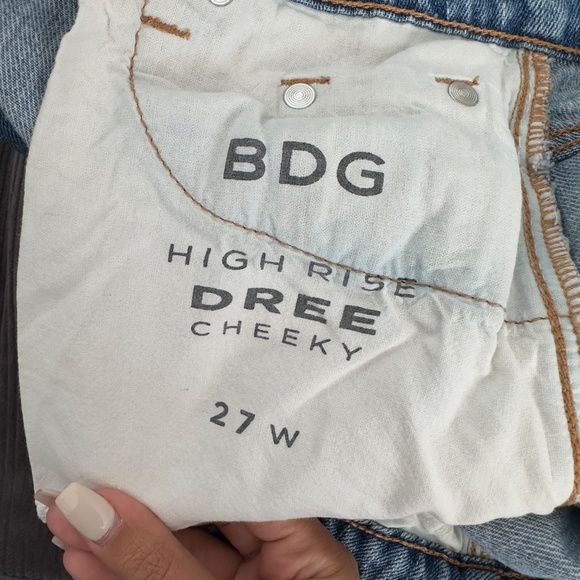 BDG
HIGH RISE
DREE
CHEEKY
27 W